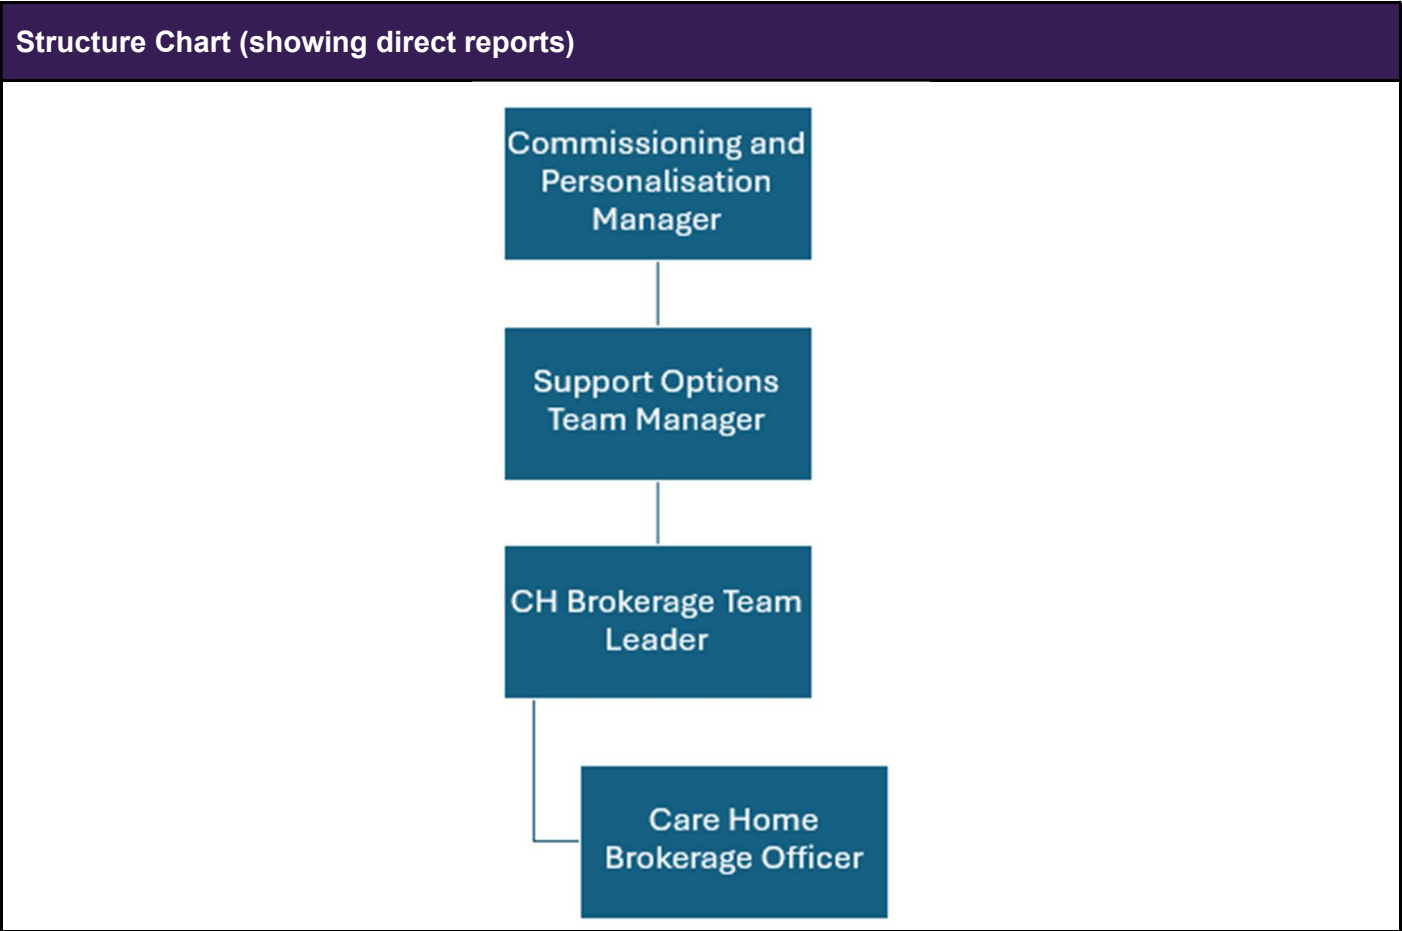 Structure Chart (showing direct reports)
Commissioning and
Personalisation
Manager
Support Options
Team Manager
CH Brokerage Team
Leader
Care Home
Brokerage Officer